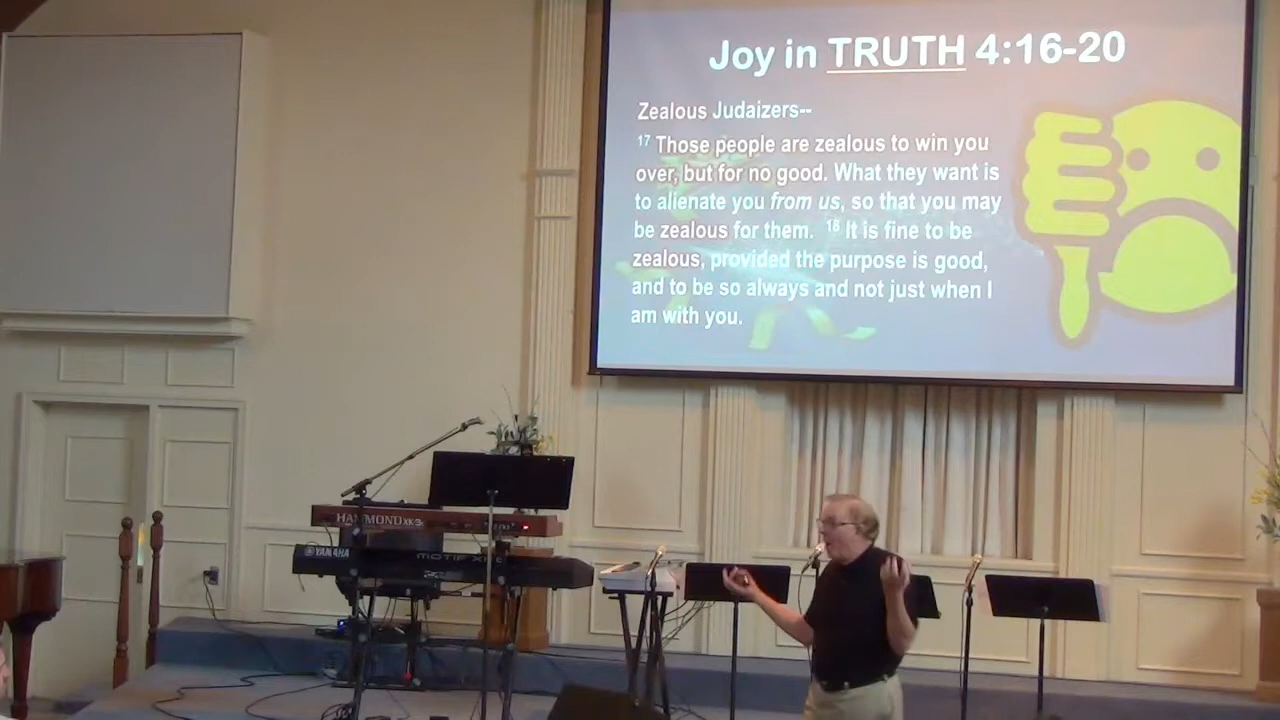 Joy in TRUTH 4:16-20
Zealous Judaizers--
17 Those people are zealous to win you
over, but for no good. What they want is
to alienate you from us, so that you may
be zealous for them. 18 It is fine to be
zealous, provided the purpose is good,
and to be so always and not just when I
am with you.
HAMMOND XK-3c
YAMAHA
MOTIF